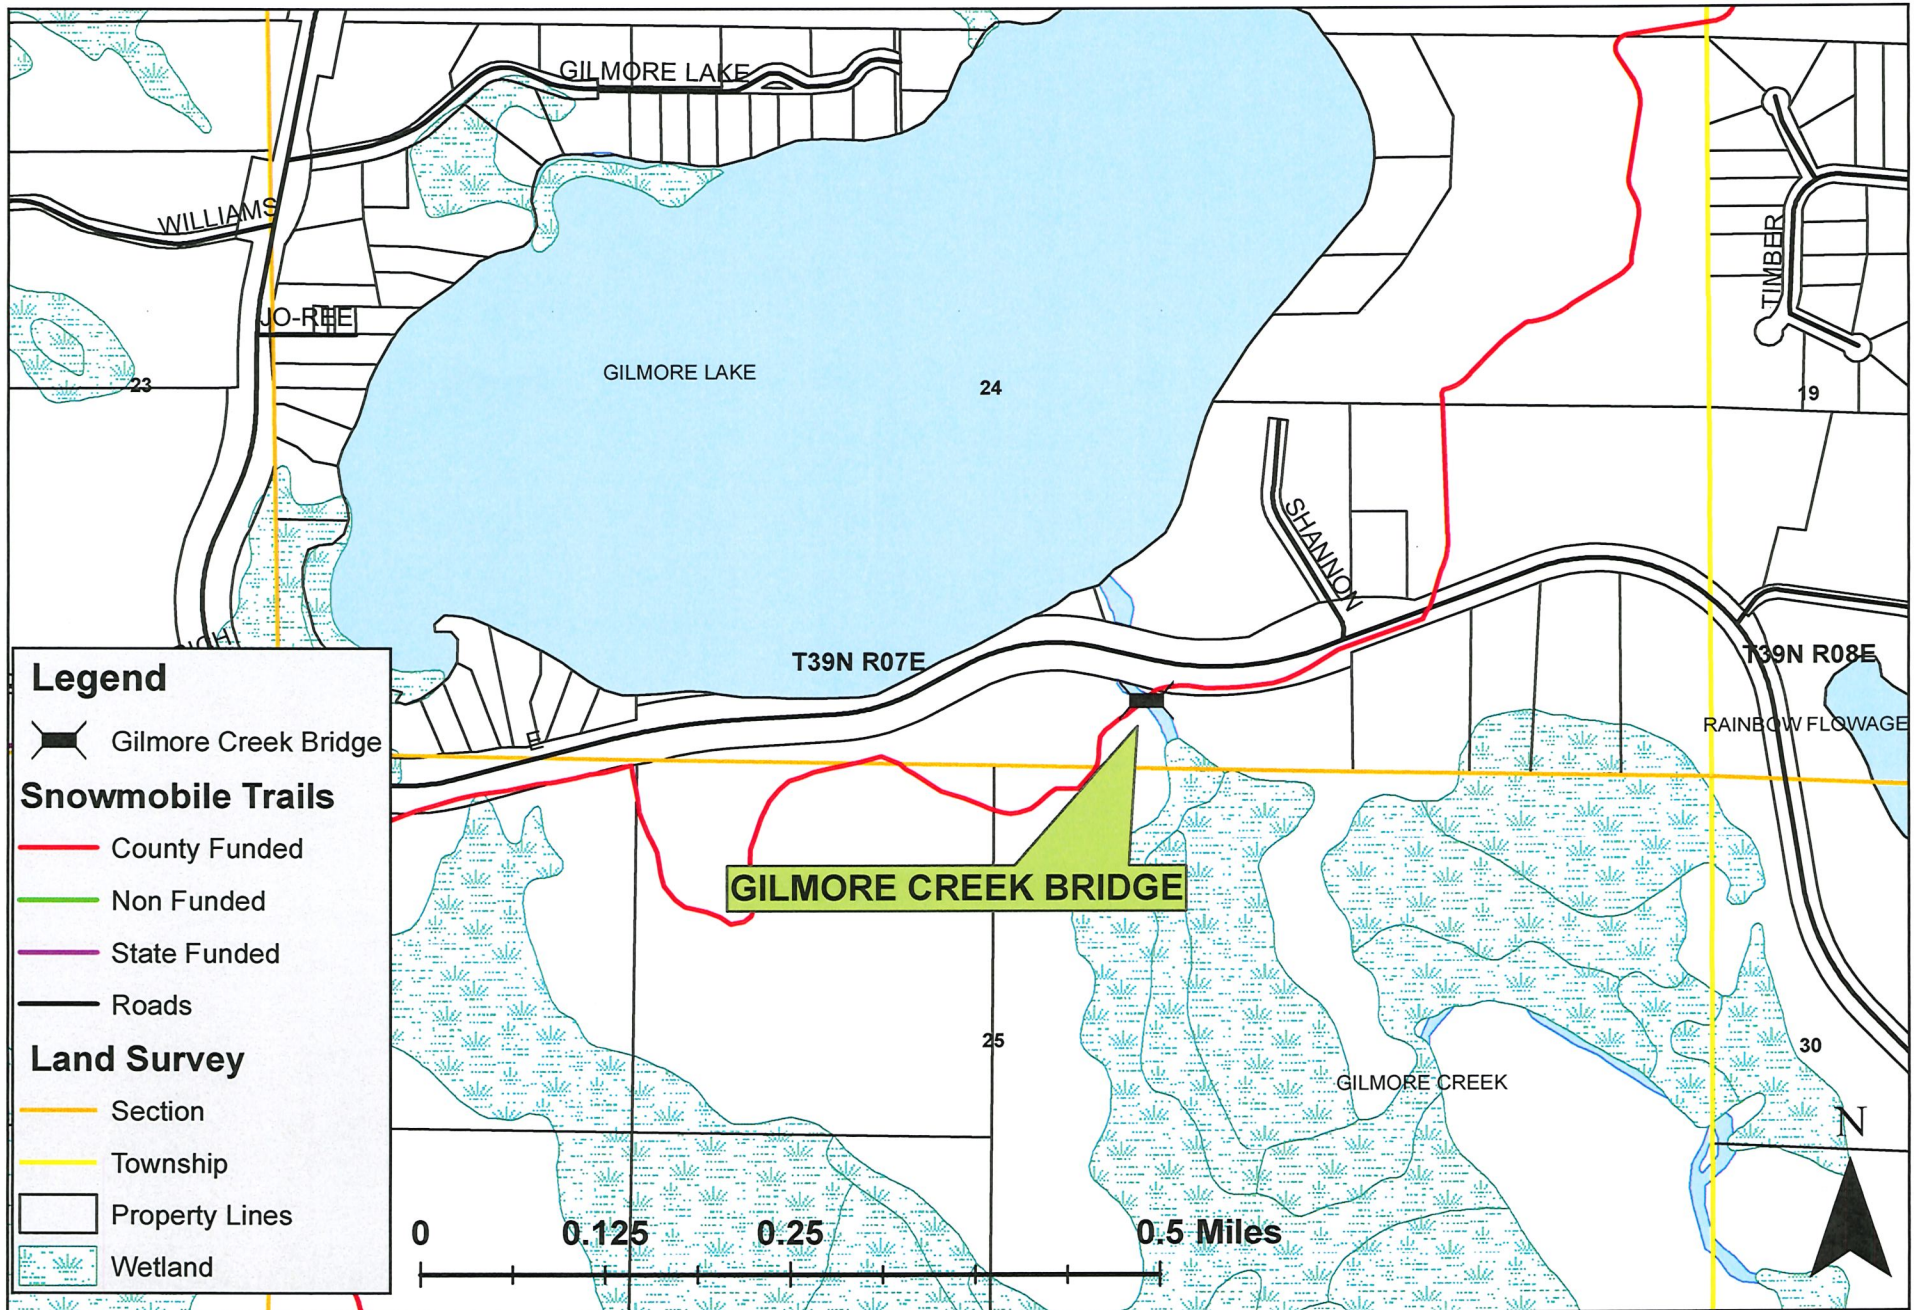 GILMORE LAKE
WILLIAMS
TIMBER
JO-REE
GILMORE LAKE
23
24
19
SHANNON
T39N R07E
T39N R08E
RAINBOW FLOWAGE
E
GILMORE CREEK BRIDGE
25
30
GILMORE CREEK
N
0 0.125 0.25 0.5 Miles
Legend
Gilmore Creek Bridge
Snowmobile Trails
County Funded
Non Funded
State Funded
Roads
Land Survey
Section
Township
Property Lines
Wetland